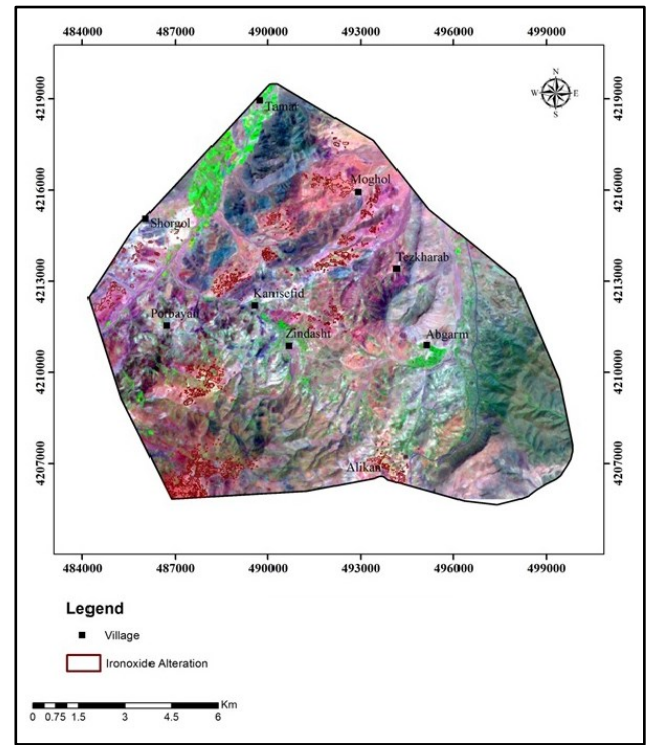 484000 487000 490000 493000 496000 499000
N
W E
S
4219000 4219000
Tamar
4216000 4216000
Moghol
Shorgol
4213000 4213000
Tezkharab
Kanisefid
Porbayan
Zindasht
Abgarm
4210000 4210000
4207000 4207000
Alikan
484000 487000 490000 493000 496000 499000
Legend
Village
Ironoxide Alteration
Km
0 0.75 1.5 3 4.5 6